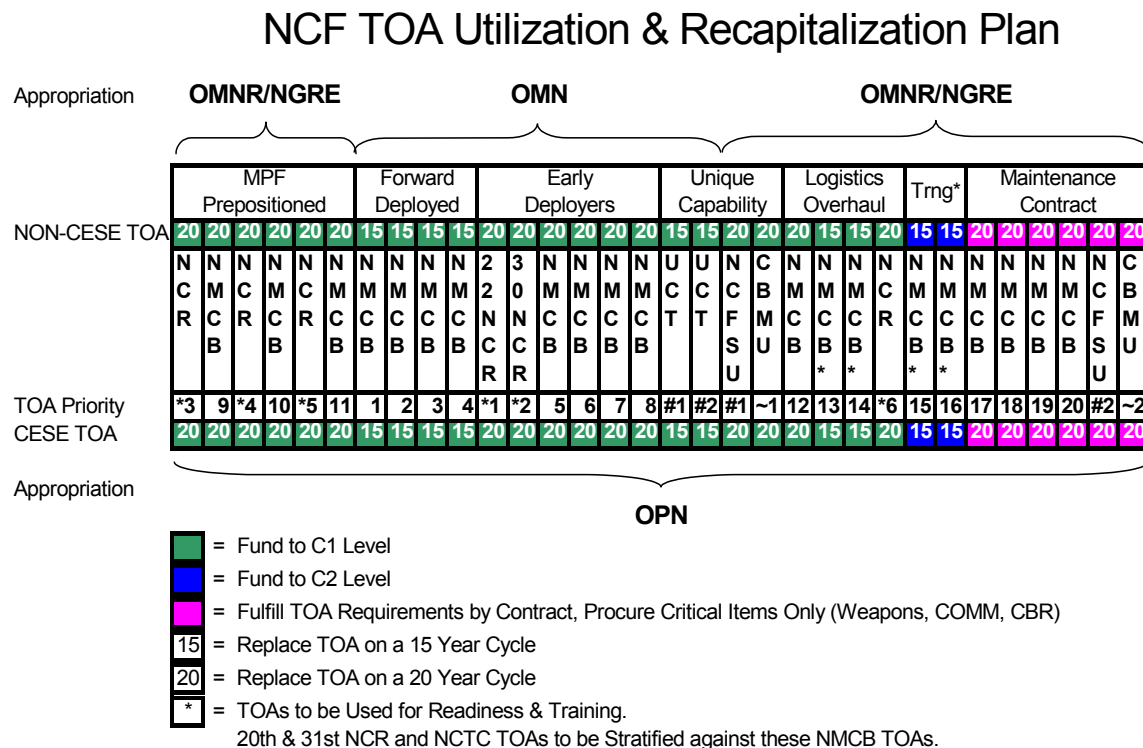 NCF TOA Utilization & Recapitalization Plan
Appropriation OMNR/NGRE OMN OMNR/NGRE
MPF Prepositioned
Forward Deployed
Early Deployers
Unique Capability
Logistics Overhaul
Trng*
Maintenance Contract
NON-CESE TOA 20 20 20 20 20 20 15 15 15 15 20 20 20 20 20 20 15 15 20 20 20 15 15 20 15 15 20 20 20 20 20 20
NCR NMCB NCR NMCB NCR NMCB NMCB NMCB NMCB NMCB 22NCR 30NCR NMCB NMCB NMCB NMCB UCT UCT NCFSU CBMU NMCB NMCB* NMCB* NCR NMCB* NMCB* NMCB NMCB NMCB NMCB NCFSU CBMU
TOA Priority *3 9 *4 10 *5 11 1 2 3 4 *1 *2 5 6 7 8 #1 #2 #1 ~1 12 13 14 *6 15 16 17 18 19 20 #2 ~2
CESE TOA 20 20 20 20 20 20 15 15 15 15 20 20 20 20 20 20 15 15 20 20 20 15 15 20 15 15 20 20 20 20 20 20
Appropriation
OPN
= Fund to C1 Level
= Fund to C2 Level
= Fulfill TOA Requirements by Contract, Procure Critical Items Only (Weapons, COMM, CBR)
15 = Replace TOA on a 15 Year Cycle
20 = Replace TOA on a 20 Year Cycle
* = TOAs to be Used for Readiness & Training.
20th & 31st NCR and NCTC TOAs to be Stratified against these NMCB TOAs.